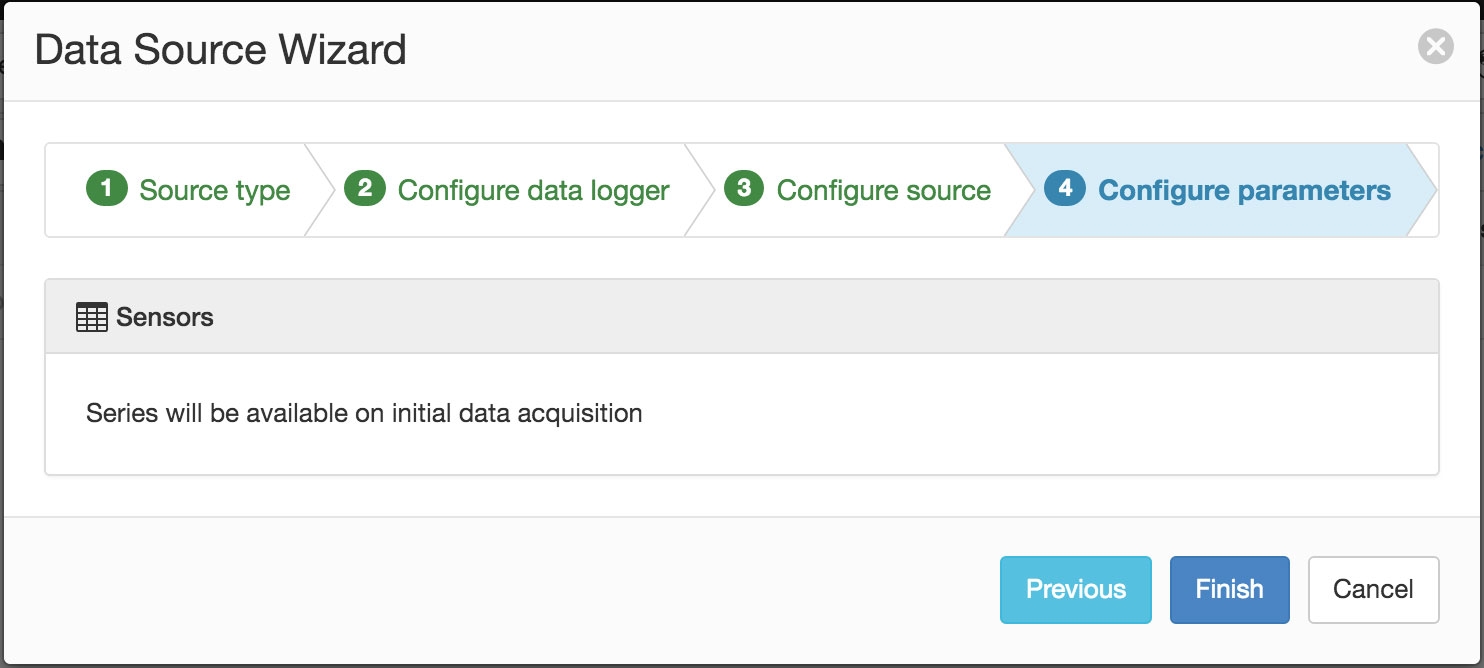 Data Source Wizard
1 Source type 2 Configure data logger 3 Configure source 4 Configure parameters
Sensors
Series will be available on initial data acquisition
Previous Finish Cancel